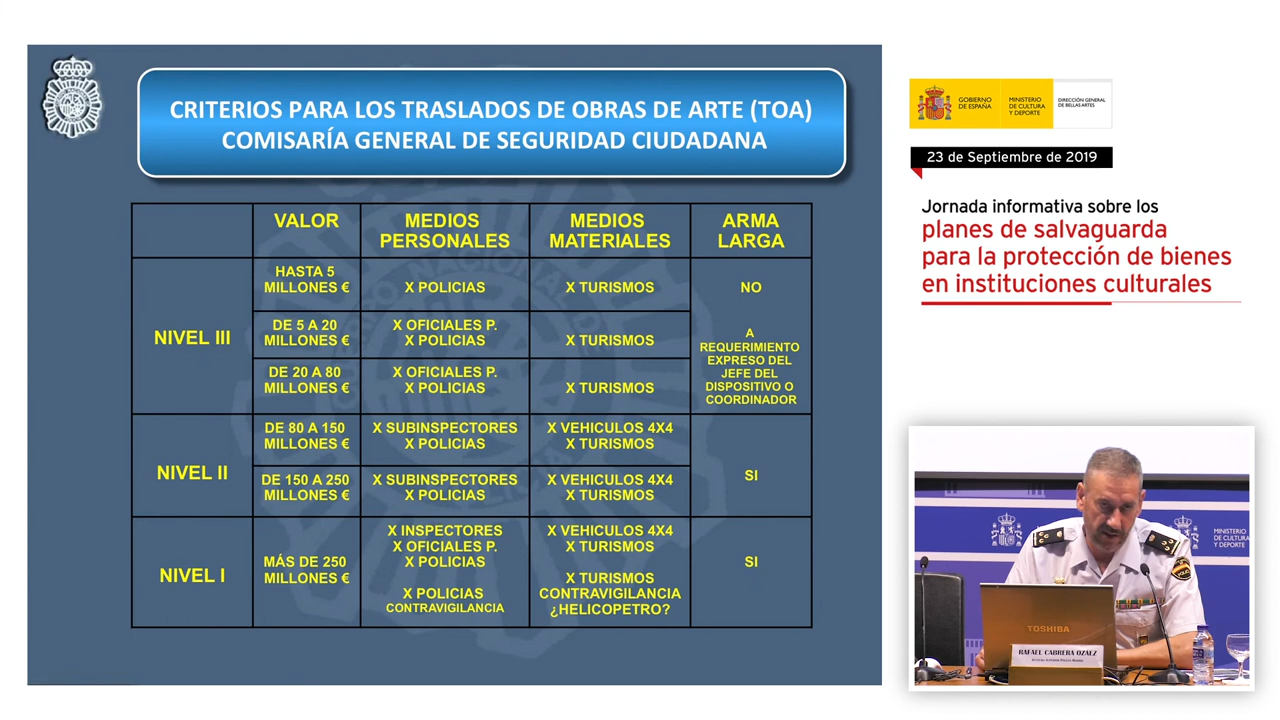 CRITERIOS PARA LOS TRASLADOS DE OBRAS DE ARTE (TOA)
COMISARÍA GENERAL DE SEGURIDAD CIUDADANA
VALOR
MEDIOS
PERSONALES
MEDIOS
MATERIALES
ARMA
LARGA
NIVEL III
HASTA 5
MILLONES €
X POLICIAS
X TURISMOS
NO
DE 5 A 20
MILLONES €
X OFICIALES P.
X POLICIAS
X TURISMOS
A
REQUERIMIENTO
EXPRESO DEL
JEFE DEL
DISPOSITIVO O
COORDINADOR
DE 20 A 80
MILLONES €
X OFICIALES P.
X POLICIAS
X TURISMOS
NIVEL II
DE 80 A 150
MILLONES €
X SUBINSPECTORES
X POLICIAS
X VEHICULOS 4X4
X TURISMOS
SI
DE 150 A 250
MILLONES €
X SUBINSPECTORES
X POLICIAS
X VEHICULOS 4X4
X TURISMOS
NIVEL I
MÁS DE 250
MILLONES €
X INSPECTORES
X OFICIALES P.
X POLICIAS
X POLICIAS
CONTRAVIGILANCIA
X VEHICULOS 4X4
X TURISMOS
X TURISMOS
CONTRAVIGILANCIA
¿HELICOPETRO?
SI
GOBIERNO
DE ESPAÑA
MINISTERIO
DE CULTURA
Y DEPORTE
DIRECCIÓN GENERAL
DE BELLAS ARTES
23 de Septiembre de 2019
Jornada informativa sobre los
planes de salvaguarda
para la protección de bienes
en instituciones culturales
MINISTERIO
DE CULTURA
Y DEPORTE
TOSHIBA
RAFAEL CABRERA OZAEZ